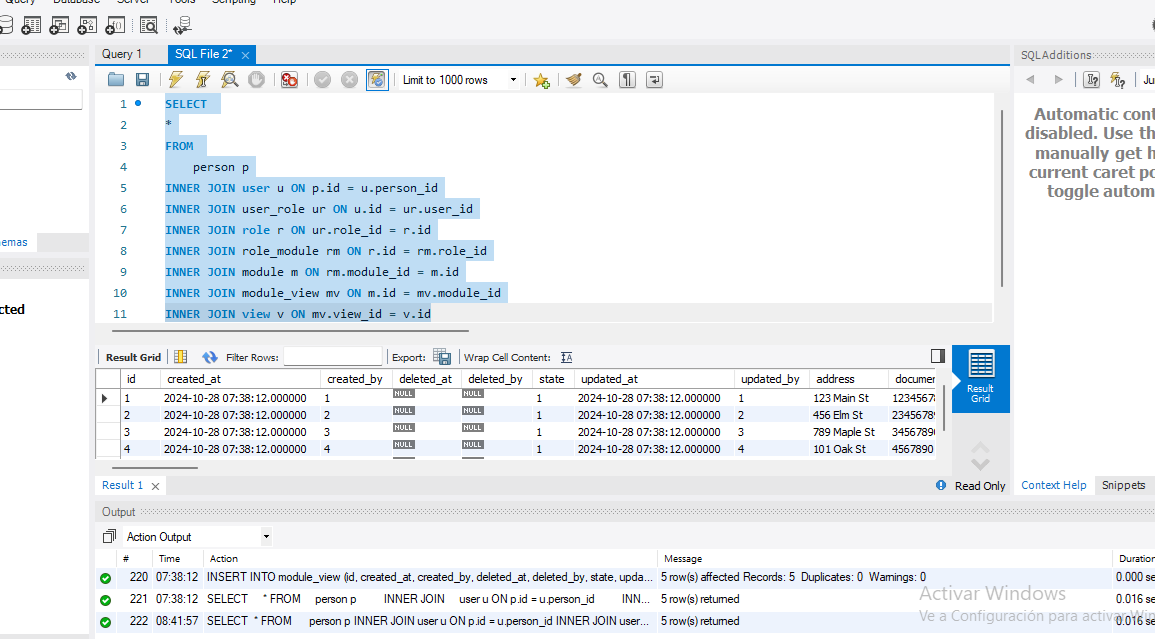 Query Database Server Tools Scripting Help
Query 1 SQL File 2* SQLAdditions
Limit to 1000 rows
1 SELECT
2 *
3 FROM
4 person p
5 INNER JOIN user u ON p.id = u.person_id
6 INNER JOIN user_role ur ON u.id = ur.user_id
7 INNER JOIN role r ON ur.role_id = r.id
8 INNER JOIN role_module rm ON r.id = rm.role_id
9 INNER JOIN module m ON rm.module_id = m.id
10 INNER JOIN module_view mv ON m.id = mv.module_id
11 INNER JOIN view v ON mv.view_id = v.id
Ju
Automatic cont
disabled. Use th
manually get h
current caret po
toggle autom
emas
cted
Result Grid Filter Rows: Export: Wrap Cell Content: IA
id created_at created_by deleted_at deleted_by state updated_at updated_by address documen
1 2024-10-28 07:38:12.000000 1 NULL NULL 1 2024-10-28 07:38:12.000000 1 123 Main St 1234567
2 2024-10-28 07:38:12.000000 2 NULL NULL 1 2024-10-28 07:38:12.000000 2 456 Elm St 2345678
3 2024-10-28 07:38:12.000000 3 NULL NULL 1 2024-10-28 07:38:12.000000 3 789 Maple St 3456789
4 2024-10-28 07:38:12.000000 4 NULL NULL 1 2024-10-28 07:38:12.000000 4 101 Oak St 4567890
Result
Grid
Result 1 Read Only Context Help Snippets
Output
Action Output
# Time Action Message Duration
220 07:38:12 INSERT INTO module_view (id, created_at, created_by, deleted_at, deleted_by, state, upda... 5 row(s) affected Records: 5 Duplicates: 0 Warnings: 0 0.000 se
221 07:38:12 SELECT * FROM person p INNER JOIN user u ON p.id = u.person_id INN... 5 row(s) returned 0.016 se
222 08:41:57 SELECT * FROM person p INNER JOIN user u ON p.id = u.person_id INNER JOIN user... 5 row(s) returned 0.016 se
Activar Windows
Ve a Configuración para activar Win